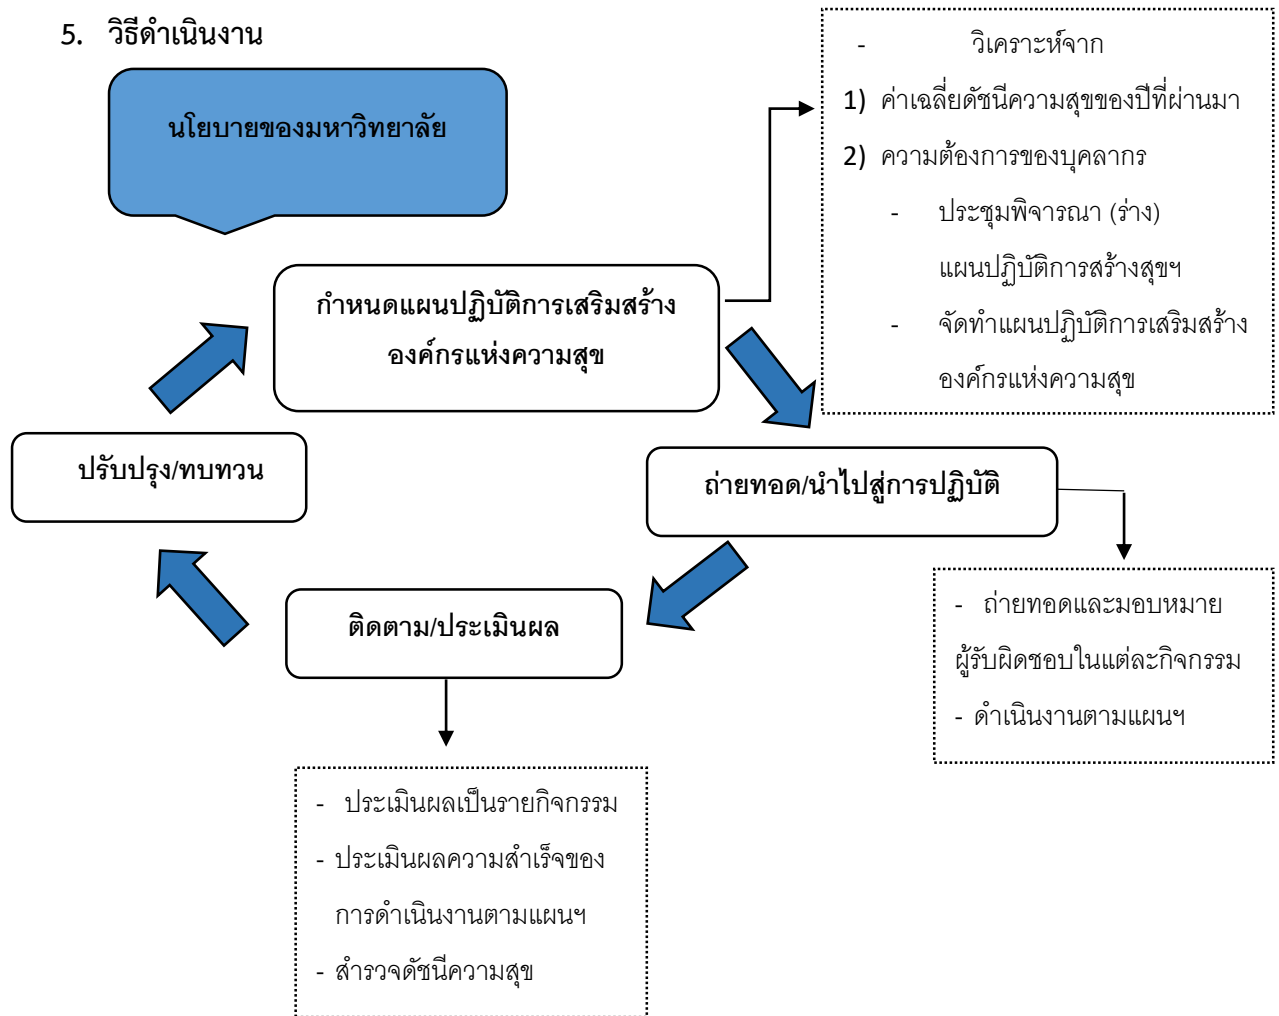 5. วิธีดำเนินงาน
นโยบายของมหาวิทยาลัย
- วิเคราะห์จาก
1) ค่าเฉลี่ยดัชนีความสุขของปีที่ผ่านมา
2) ความต้องการของบุคลากร
- ประชุมพิจารณา (ร่าง)
แผนปฏิบัติการสร้างสุขฯ
- จัดทำแผนปฏิบัติการเสริมสร้าง
องค์กรแห่งความสุข
กำหนดแผนปฏิบัติการเสริมสร้าง
องค์กรแห่งความสุข
ปรับปรุง/ทบทวน
ถ่ายทอด/นำไปสู่การปฏิบัติ
ติดตาม/ประเมินผล
- ถ่ายทอดและมอบหมาย
ผู้รับผิดชอบในแต่ละกิจกรรม
- ดำเนินงานตามแผนฯ
- ประเมินผลเป็นรายกิจกรรม
- ประเมินผลความสำเร็จของ
การดำเนินงานตามแผนฯ
- สำรวจดัชนีความสุข